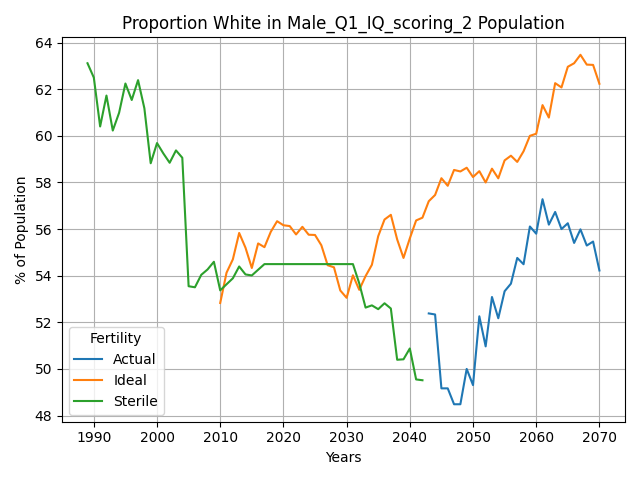 Proportion White in Male_Q1_IQ_scoring_2 Population
% of Population
64
62
60
58
56
54
52
50
48
Fertility
Actual
Ideal
Sterile
1990 2000 2010 2020 2030 2040 2050 2060 2070
Years